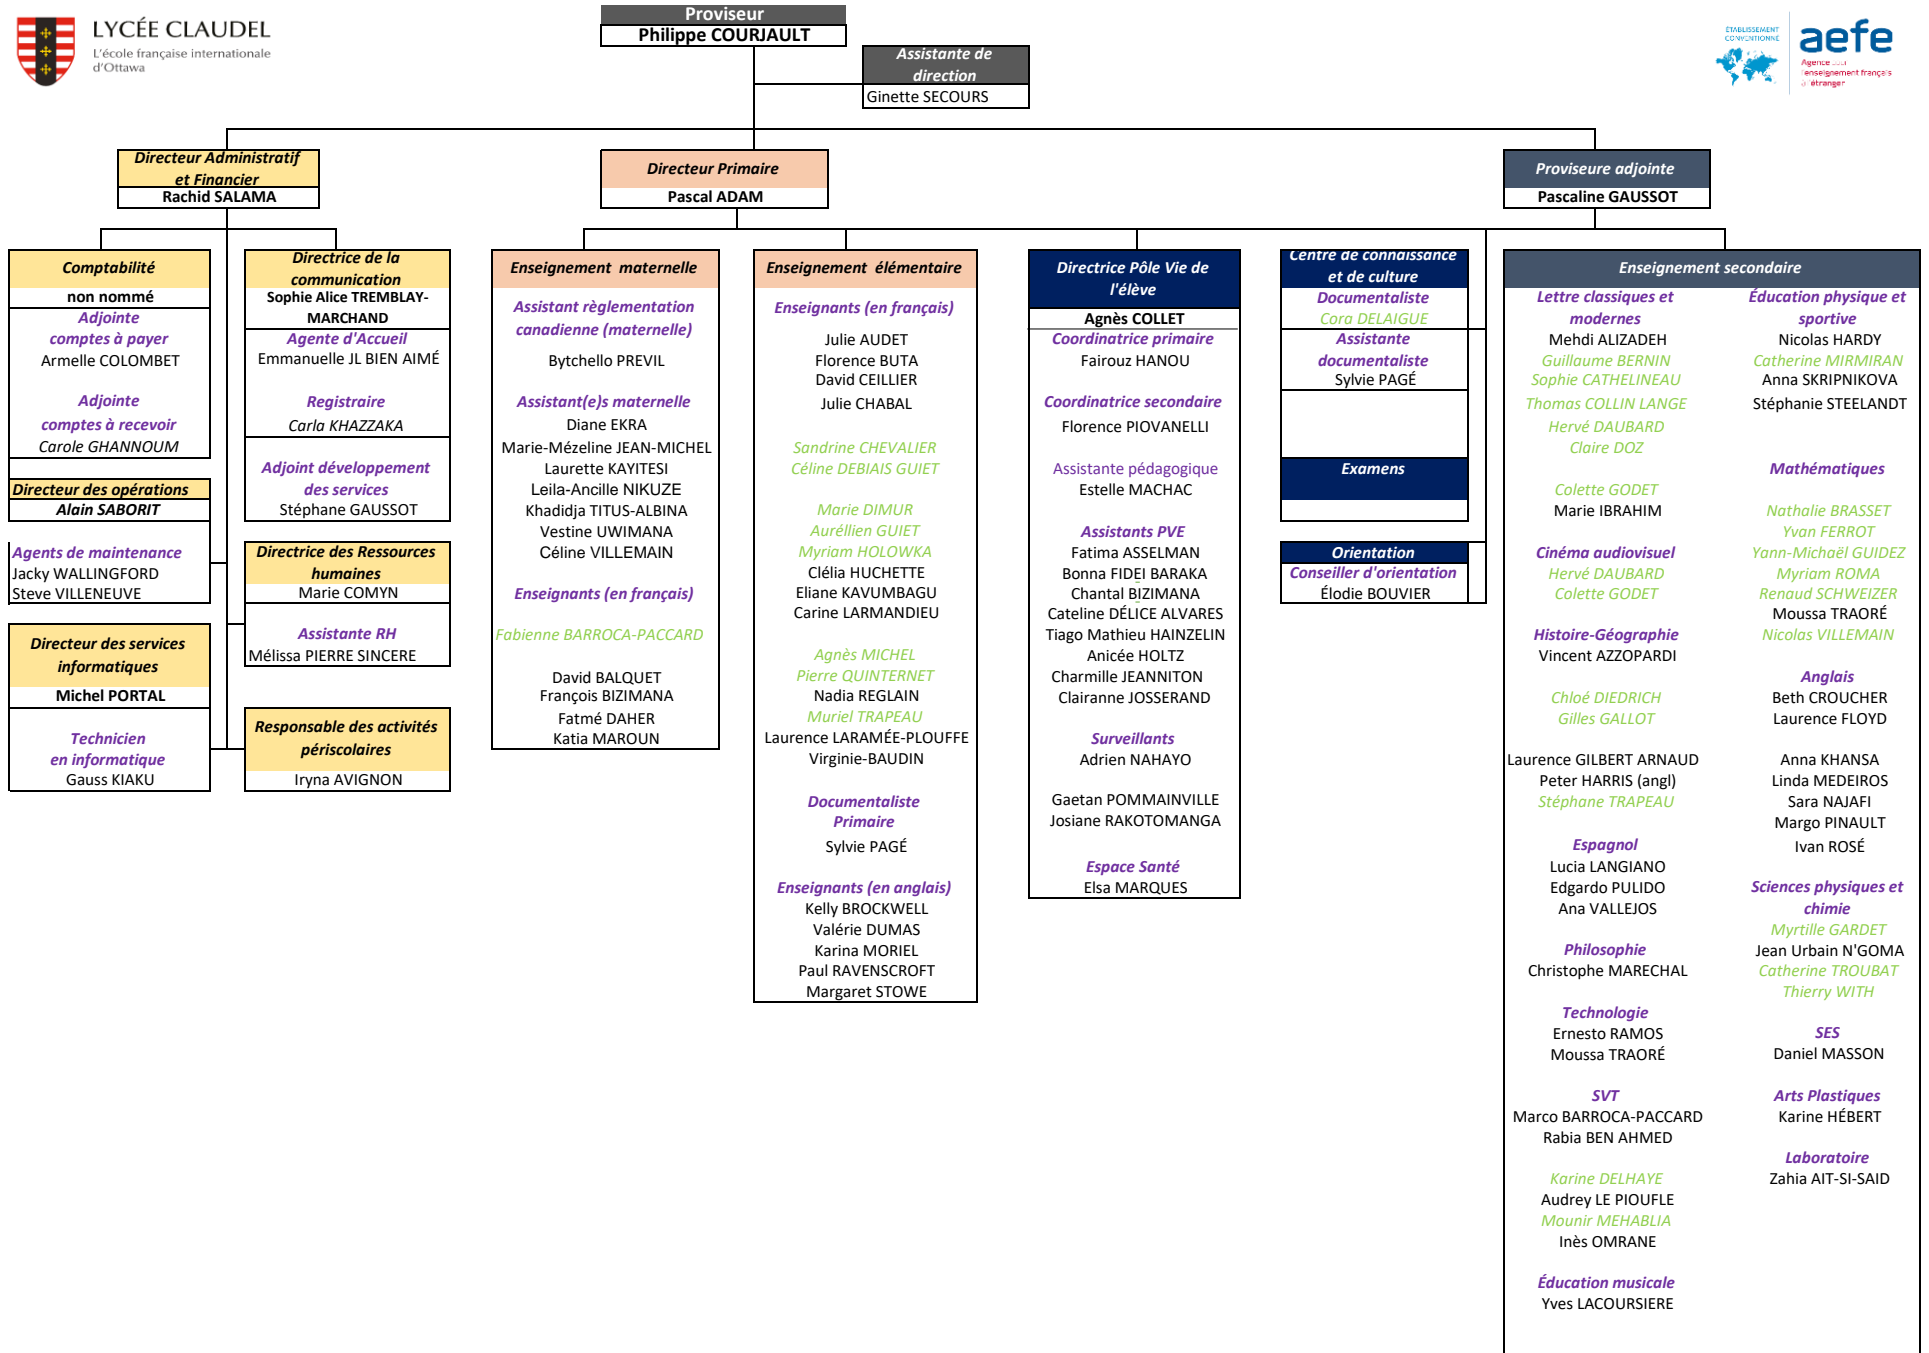 LYCÉE CLAUDEL
L'école française internationale
d'Ottawa
Proviseur
Philippe COURJAULT
Assistante de
direction
Ginette SECOURS
ÉTABLISSEMENT
CONVENTIONNÉ
aefe
Agence pour
l'enseignement français
à l'étranger
Directeur Administratif
et Financier
Rachid SALAMA
Directeur Primaire
Pascal ADAM
Proviseure adjointe
Pascaline GAUSSOT
Comptabilité
non nommé
Adjointe
comptes à payer
Armelle COLOMBET
Adjointe
comptes à recevoir
Carole GHANNOUM
Directeur des opérations
Alain SABORIT
Agents de maintenance
Jacky WALLINGFORD
Steve VILLENEUVE
Directeur des services
informatiques
Michel PORTAL
Technicien
en informatique
Gauss KIAKU
Directrice de la
communication
Sophie Alice TREMBLAY-
MARCHAND
Agente d'Accueil
Emmanuelle JL BIEN AIMÉ
Registraire
Carla KHAZZAKA
Adjoint développement
des services
Stéphane GAUSSOT
Directrice des Ressources
humaines
Marie COMYN
Assistante RH
Mélissa PIERRE SINCERE
Responsable des activités
périscolaires
Iryna AVIGNON
Enseignement maternelle
Assistant règlementation
canadienne (maternelle)
Bytchello PREVIL
Assistant(e)s maternelle
Diane EKRA
Marie-Mézeline JEAN-MICHEL
Laurette KAYITESI
Leila-Ancille NIKUZE
Khadidja TITUS-ALBINA
Vestine UWIMANA
Céline VILLEMAIN
Enseignants (en français)
Fabienne BARROCA-PACCARD
David BALQUET
François BIZIMANA
Fatmé DAHER
Katia MAROUN
Enseignement élémentaire
Enseignants (en français)
Julie AUDET
Florence BUTA
David CEILLIER
Julie CHABAL
Sandrine CHEVALIER
Céline DEBIAIS GUIET
Marie DIMUR
Auréllien GUIET
Myriam HOLOWKA
Clélia HUCHETTE
Eliane KAVUMBAGU
Carine LARMANDIEU
Agnès MICHEL
Pierre QUINTERNET
Nadia REGLAIN
Muriel TRAPEAU
Laurence LARAMÉE-PLOUFFE
Virginie-BAUDIN
Documentaliste
Primaire
Sylvie PAGÉ
Enseignants (en anglais)
Kelly BROCKWELL
Valérie DUMAS
Karina MORIEL
Paul RAVENSCROFT
Margaret STOWE
Directrice Pôle Vie de
l'élève
Agnès COLLET
Coordinatrice primaire
Fairouz HANOU
Coordinatrice secondaire
Florence PIOVANELLI
Assistante pédagogique
Estelle MACHAC
Assistants PVE
Fatima ASSELMAN
Bonna FIDEI BARAKA
Chantal BIZIMANA
Cateline DÉLICE ALVARES
Tiago Mathieu HAINZELIN
Anicée HOLTZ
Charmille JEANNITON
Clairanne JOSSERAND
Surveillants
Adrien NAHAYO
Gaetan POMMAINVILLE
Josiane RAKOTOMANGA
Espace Santé
Elsa MARQUES
Centre de connaissance
et de culture
Documentaliste
Cora DELAIGUE
Assistante
documentaliste
Sylvie PAGÉ
Examens
Orientation
Conseiller d'orientation
Élodie BOUVIER
Enseignement secondaire
Lettre classiques et
modernes
Mehdi ALIZADEH
Guillaume BERNIN
Sophie CATHELINEAU
Thomas COLLIN LANGE
Hervé DAUBARD
Claire DOZ
Colette GODET
Marie IBRAHIM
Cinéma audiovisuel
Hervé DAUBARD
Colette GODET
Histoire-Géographie
Vincent AZZOPARDI
Chloé DIEDRICH
Gilles GALLOT
Laurence GILBERT ARNAUD
Peter HARRIS (angl)
Stéphane TRAPEAU
Espagnol
Lucia LANGIANO
Edgardo PULIDO
Ana VALLEJOS
Philosophie
Christophe MARECHAL
Technologie
Ernesto RAMOS
Moussa TRAORÉ
SVT
Marco BARROCA-PACCARD
Rabia BEN AHMED
Karine DELHAYE
Audrey LE PIOUFLE
Mounir MEHABLIA
Inès OMRANE
Éducation musicale
Yves LACOURSIERE
Éducation physique et
sportive
Nicolas HARDY
Catherine MIRMIRAN
Anna SKRIPNIKOVA
Stéphanie STEELANDT
Mathématiques
Nathalie BRASSET
Yvan FERROT
Yann-Michaël GUIDEZ
Myriam ROMA
Renaud SCHWEIZER
Moussa TRAORÉ
Nicolas VILLEMAIN
Anglais
Beth CROUCHER
Laurence FLOYD
Anna KHANSA
Linda MEDEIROS
Sara NAJAFI
Margo PINAULT
Ivan ROSÉ
Sciences physiques et
chimie
Myrtille GARDET
Jean Urbain N'GOMA
Catherine TROUBAT
Thierry WITH
SES
Daniel MASSON
Arts Plastiques
Karine HÉBERT
Laboratoire
Zahia AIT-SI-SAID